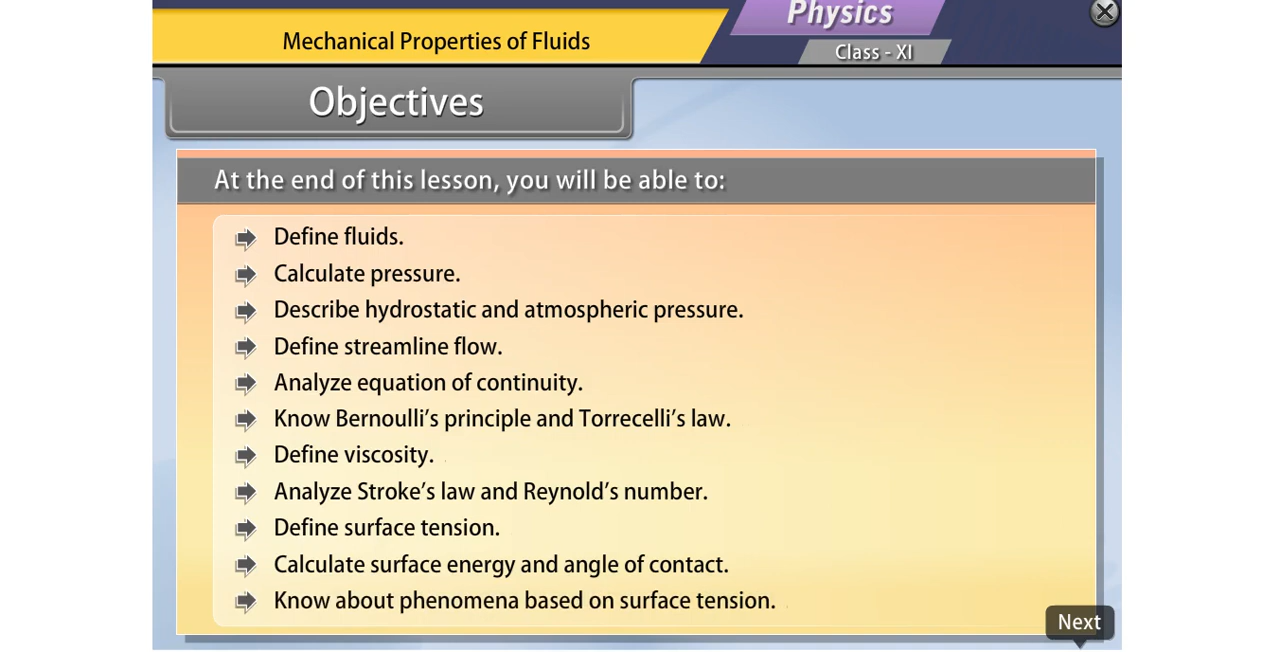 Physics
Mechanical Properties of Fluids
Class - XI
Objectives
At the end of this lesson, you will be able to:
Define fluids.
Calculate pressure.
Describe hydrostatic and atmospheric pressure.
Define streamline flow.
Analyze equation of continuity.
Know Bernoulli's principle and Torrecelli's law.
Define viscosity.
Analyze Stroke's law and Reynold's number.
Define surface tension.
Calculate surface energy and angle of contact.
Know about phenomena based on surface tension.
Next